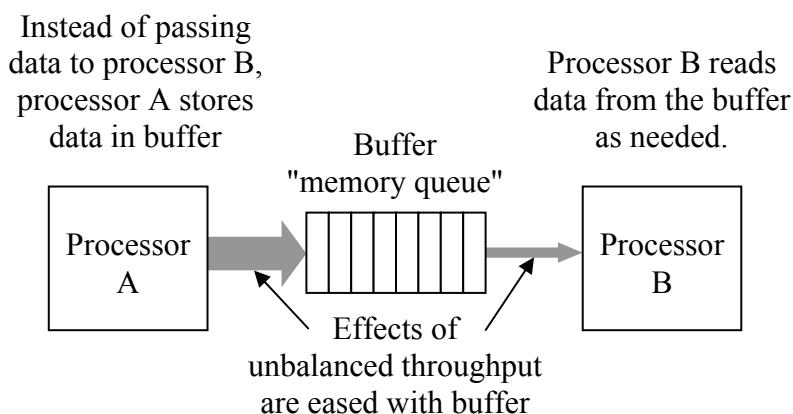 Instead of passing
data to processor B,
processor A stores
data in buffer
Processor B reads
data from the buffer
as needed.
Buffer
"memory queue"
Processor
A
Processor
B
Effects of
unbalanced throughput
are eased with buffer